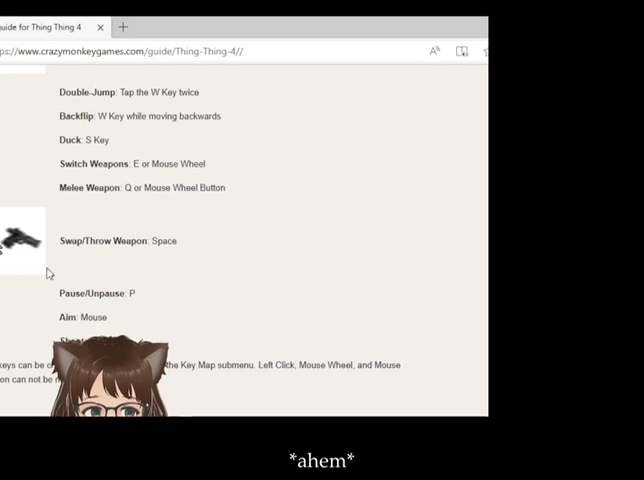 guide for Thing Thing 4
ps://www.crazymonkeygames.com/guide/Thing-Thing-4//
Double-Jump: Tap the W Key twice
Backflip: W Key while moving backwards
Duck: S Key
Switch Weapons: E or Mouse Wheel
Melee Weapon: Q or Mouse Wheel Button
Swap/Throw Weapon: Space
Pause/Unpause: P
Aim: Mouse
keys can be the Key Map submenu. Left Click, Mouse Wheel, and Mouse
on can not be
*ahem*